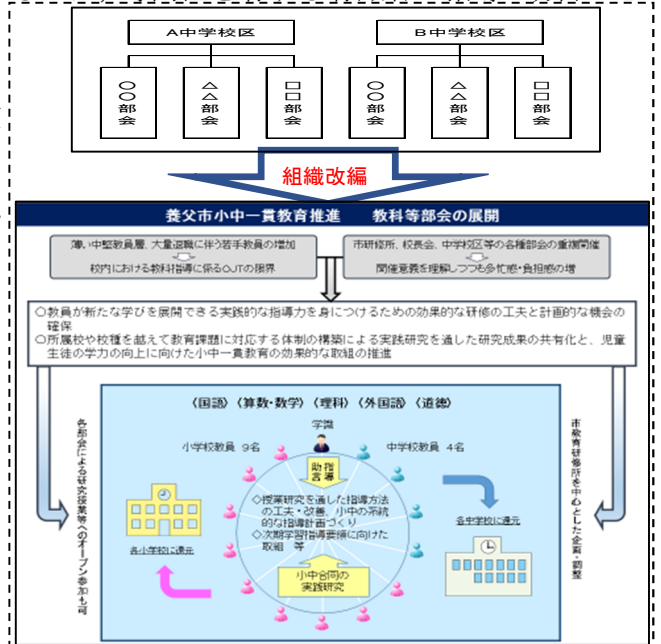 A中学校区
B中学校区
○○部会
△△部会
□□部会
○○部会
△△部会
□□部会
組織改編
養父市小中一貫教育推進　教科等部会の展開
薄い中堅教員層、大量退職に伴う若手教員の増加
校内における教科指導に係るOJTの限界
市研修所、校長会、中学校区等の各種部会の重複開催
開催意義を理解しつつも多忙感・負担感の増
○教員が新たな学びを展開できる実践的な指導力を身につけるための効果的な研修の工夫と計画的な機会の
確保
○所属校や校種を越えて教育課題に対応する体制の構築による実践研究を通した研究成果の共有化と、児童
生徒の学力の向上に向けた小中一貫教育の効果的な取組の推進
各部会による研究授業等へのオープン参加も可
〈国語〉〈算数・数学〉〈理科〉〈外国語〉〈道徳〉
学識
小学校教員 9名
中学校教員 4名
指導
助言
◇授業研究を通した指導方法
の工夫・改善、小中の系統
的な指導計画づくり
◇次期学習指導要領に向けた
取組 等
小中合同の
実践研究
各小学校に還元
各中学校に還元
市教育研修所を中心とした企画・調整